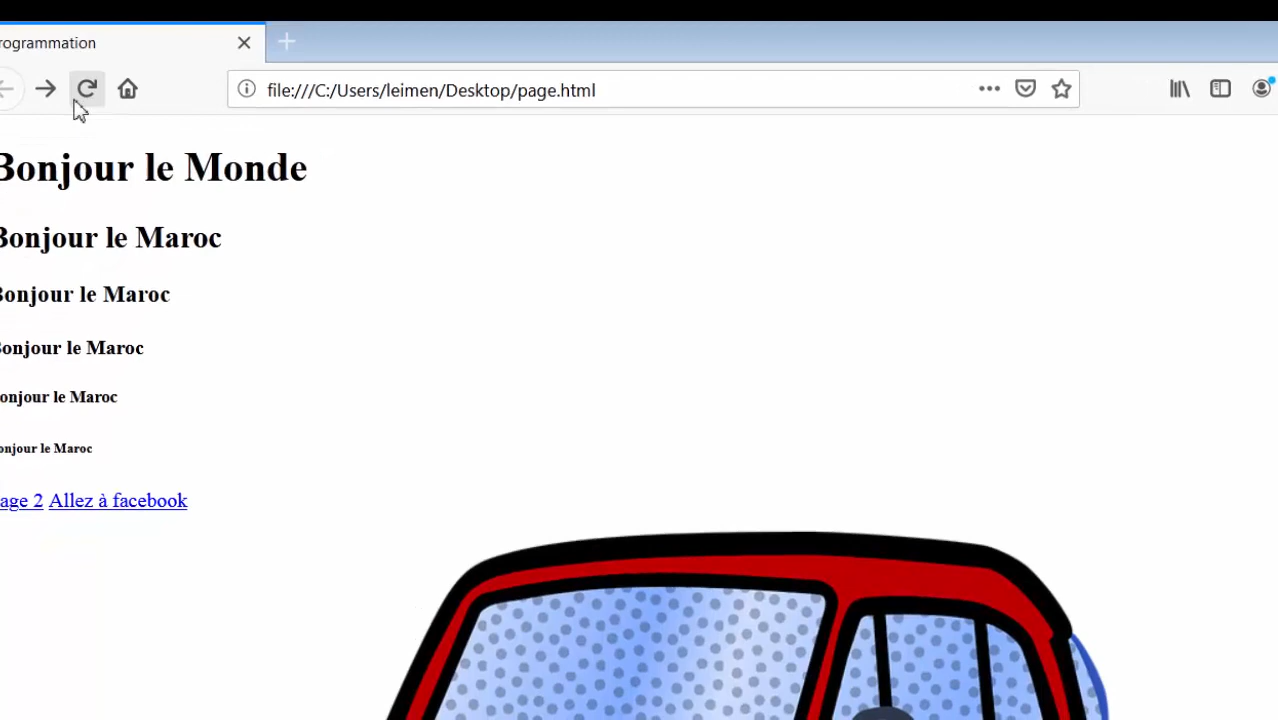 rogrammation
file:///C:/Users/leimen/Desktop/page.html
Bonjour le Monde
Bonjour le Maroc
Bonjour le Maroc
Bonjour le Maroc
onjour le Maroc
onjour le Maroc
age 2 Allez à facebook